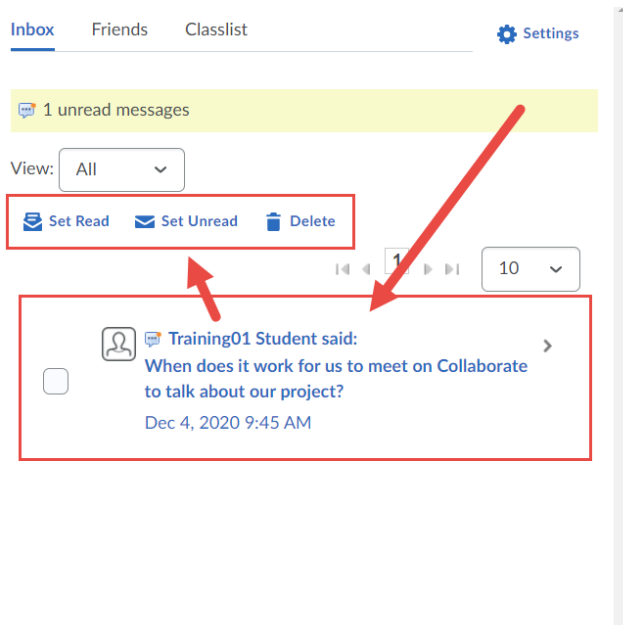 Inbox Friends Classlist Settings
1 unread messages
View: All
Set Read Set Unread Delete
1 10
Training01 Student said:
When does it work for us to meet on Collaborate
to talk about our project?
Dec 4, 2020 9:45 AM